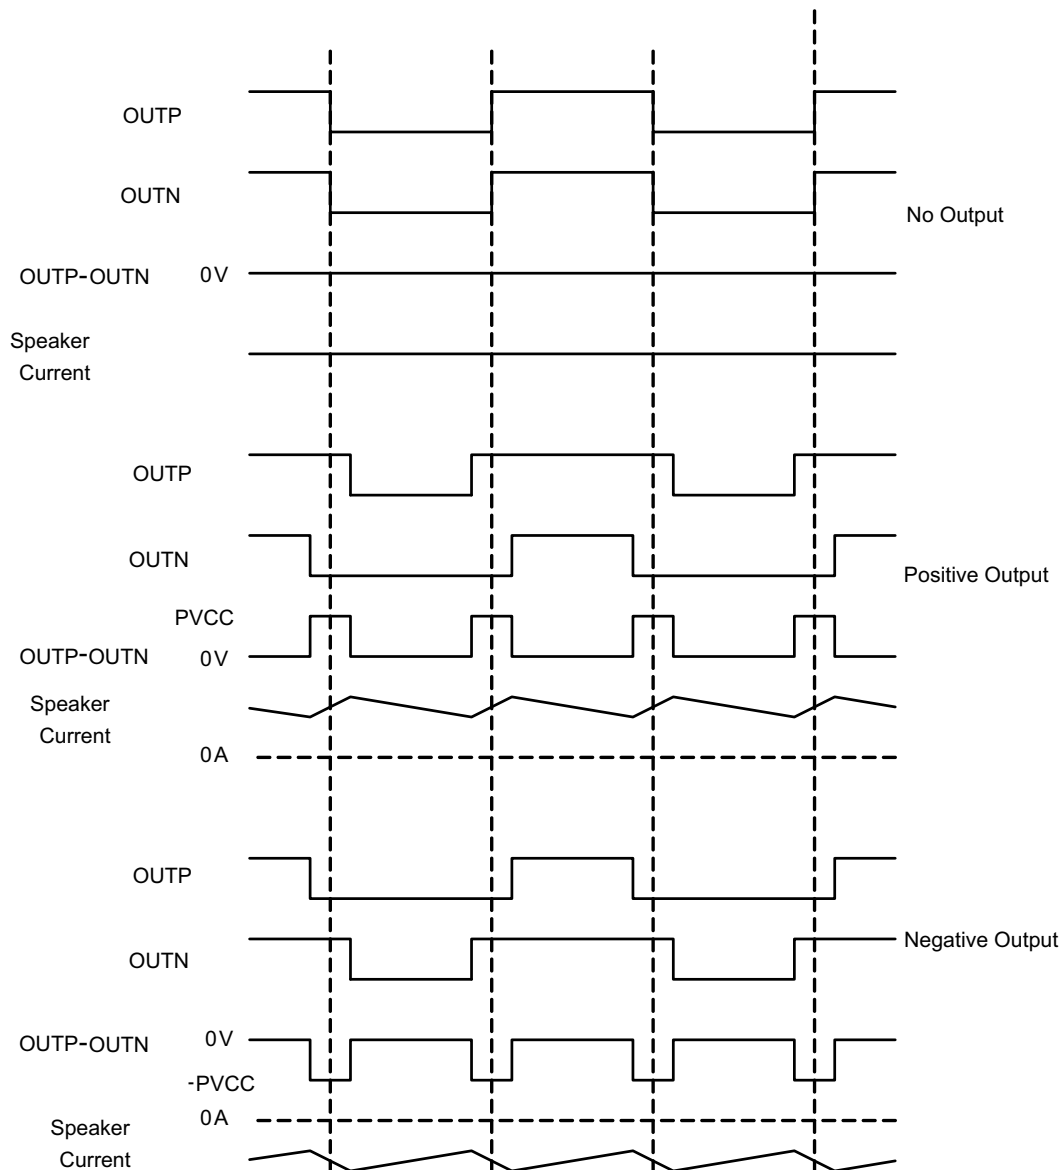 OUTP
OUTN
No Output
OUTP-OUTN 0V
Speaker
Current
OUTP
OUTN
Positive Output
PVCC
OUTP-OUTN 0V
Speaker
Current
0A
OUTP
OUTN
Negative Output
OUTP-OUTN 0V
-PVCC
0A
Speaker
Current